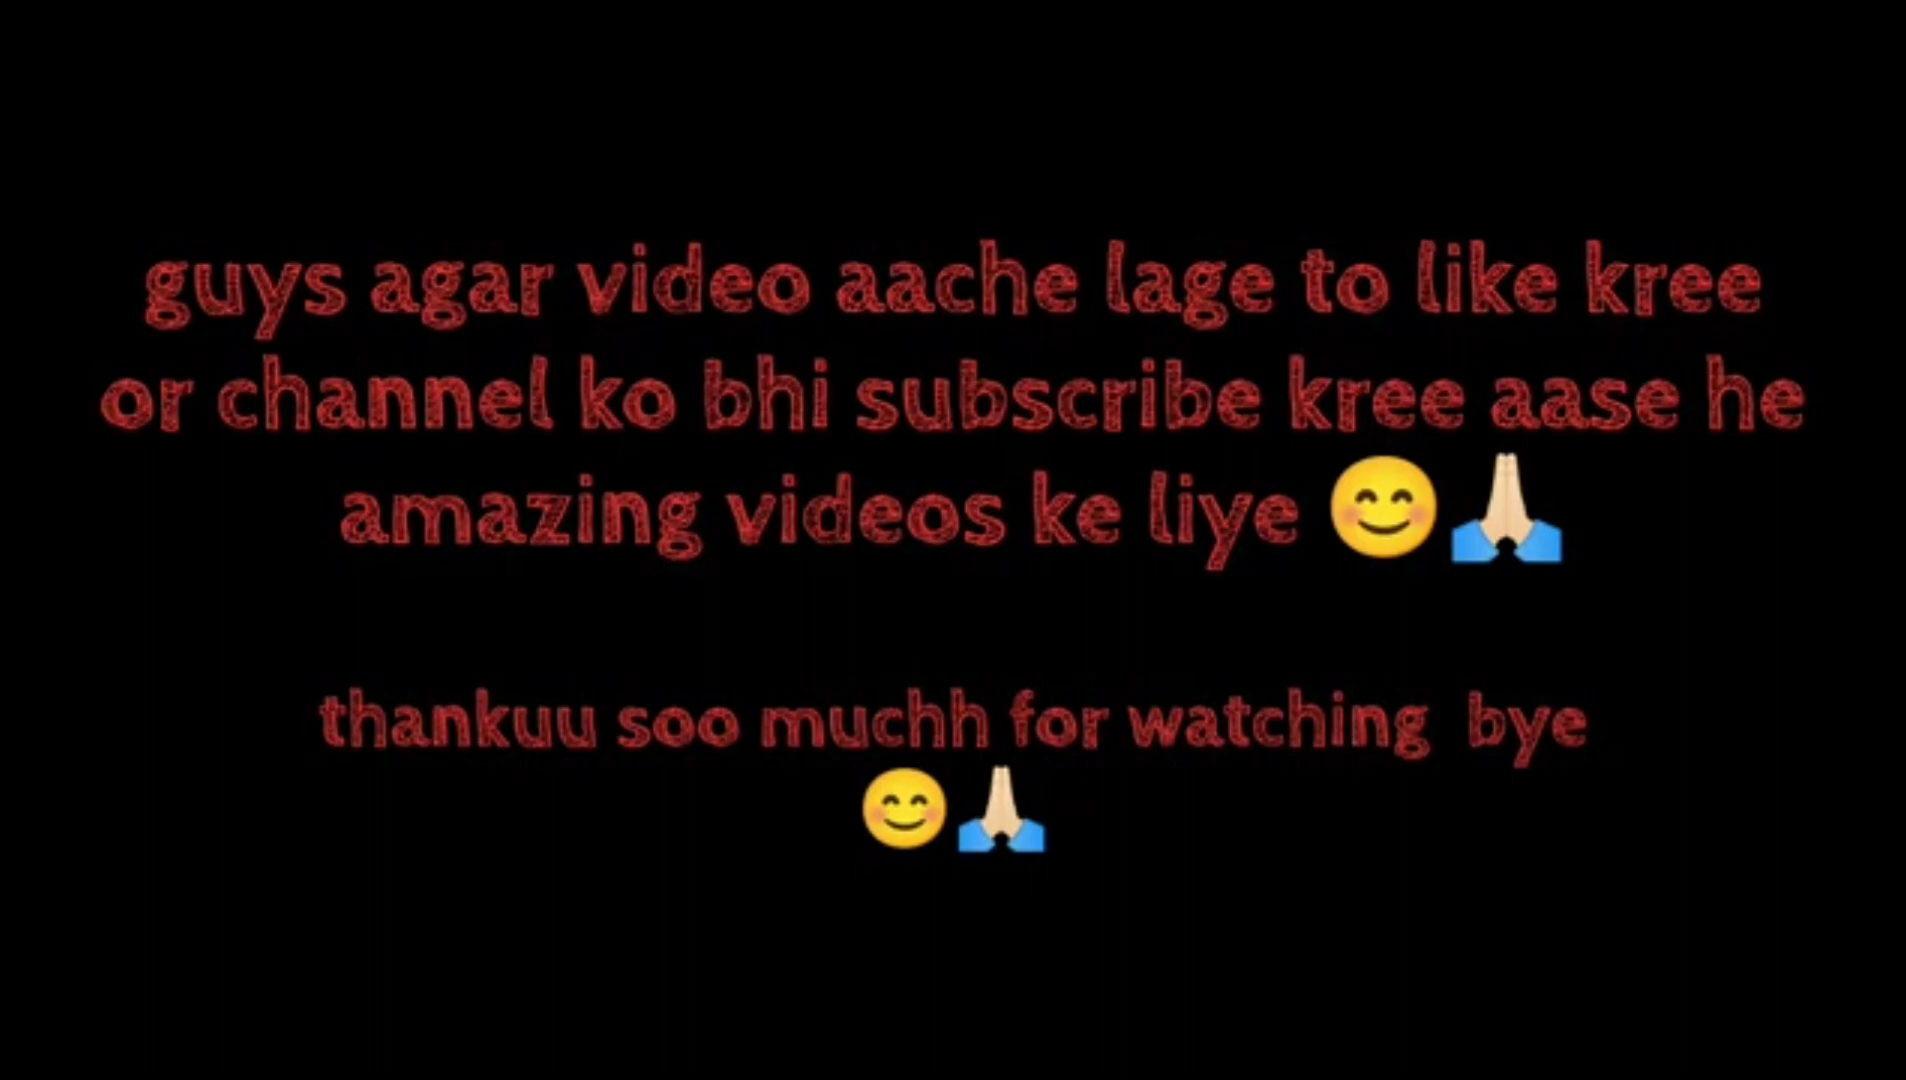 guys agar video aache lage to like kree
or channel ko bhi subscribe kree aase he
amazing videos ke liye 😊🙏🏻
thankuu soo muchh for watching  bye
😊🙏🏻